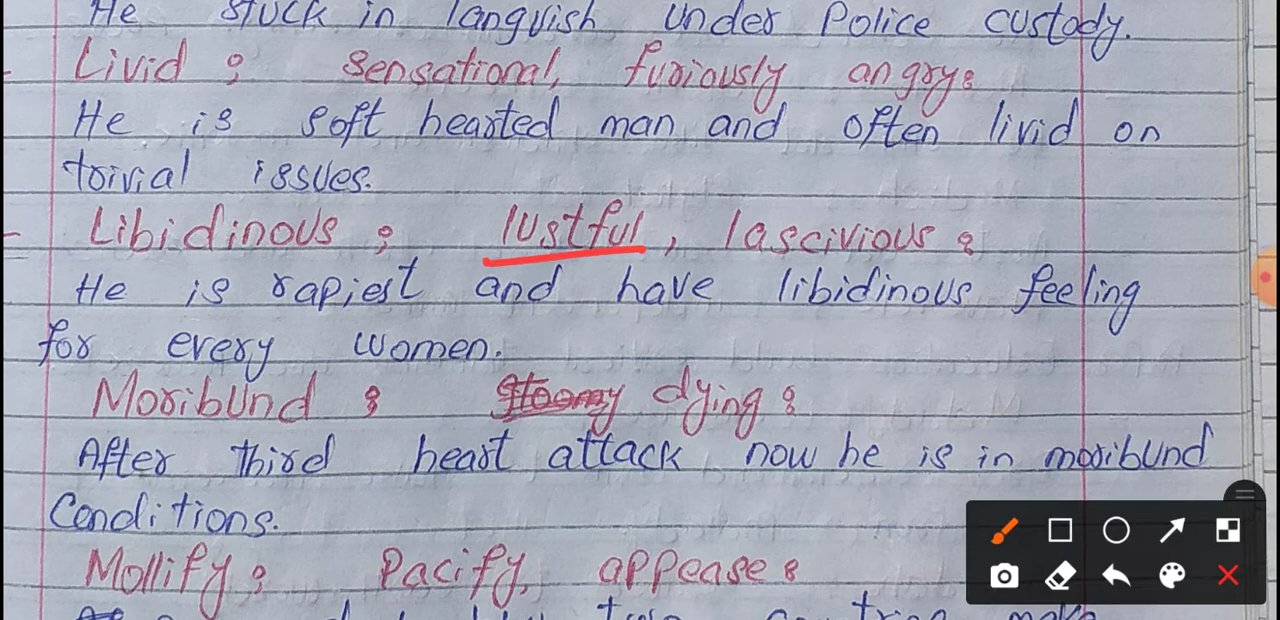 He stuck in languish under Police custody.
Livid : sensational, furiously angry:
He is soft hearted man and often livid on
trivial issues.
Libidinous : lustful, lascivious :
He is rapiest and have libidinous feeling
for every women.
Moribund : dying :
After third heart attack now he is in moribund
Conditions.
Mollify : Pacify, appease :